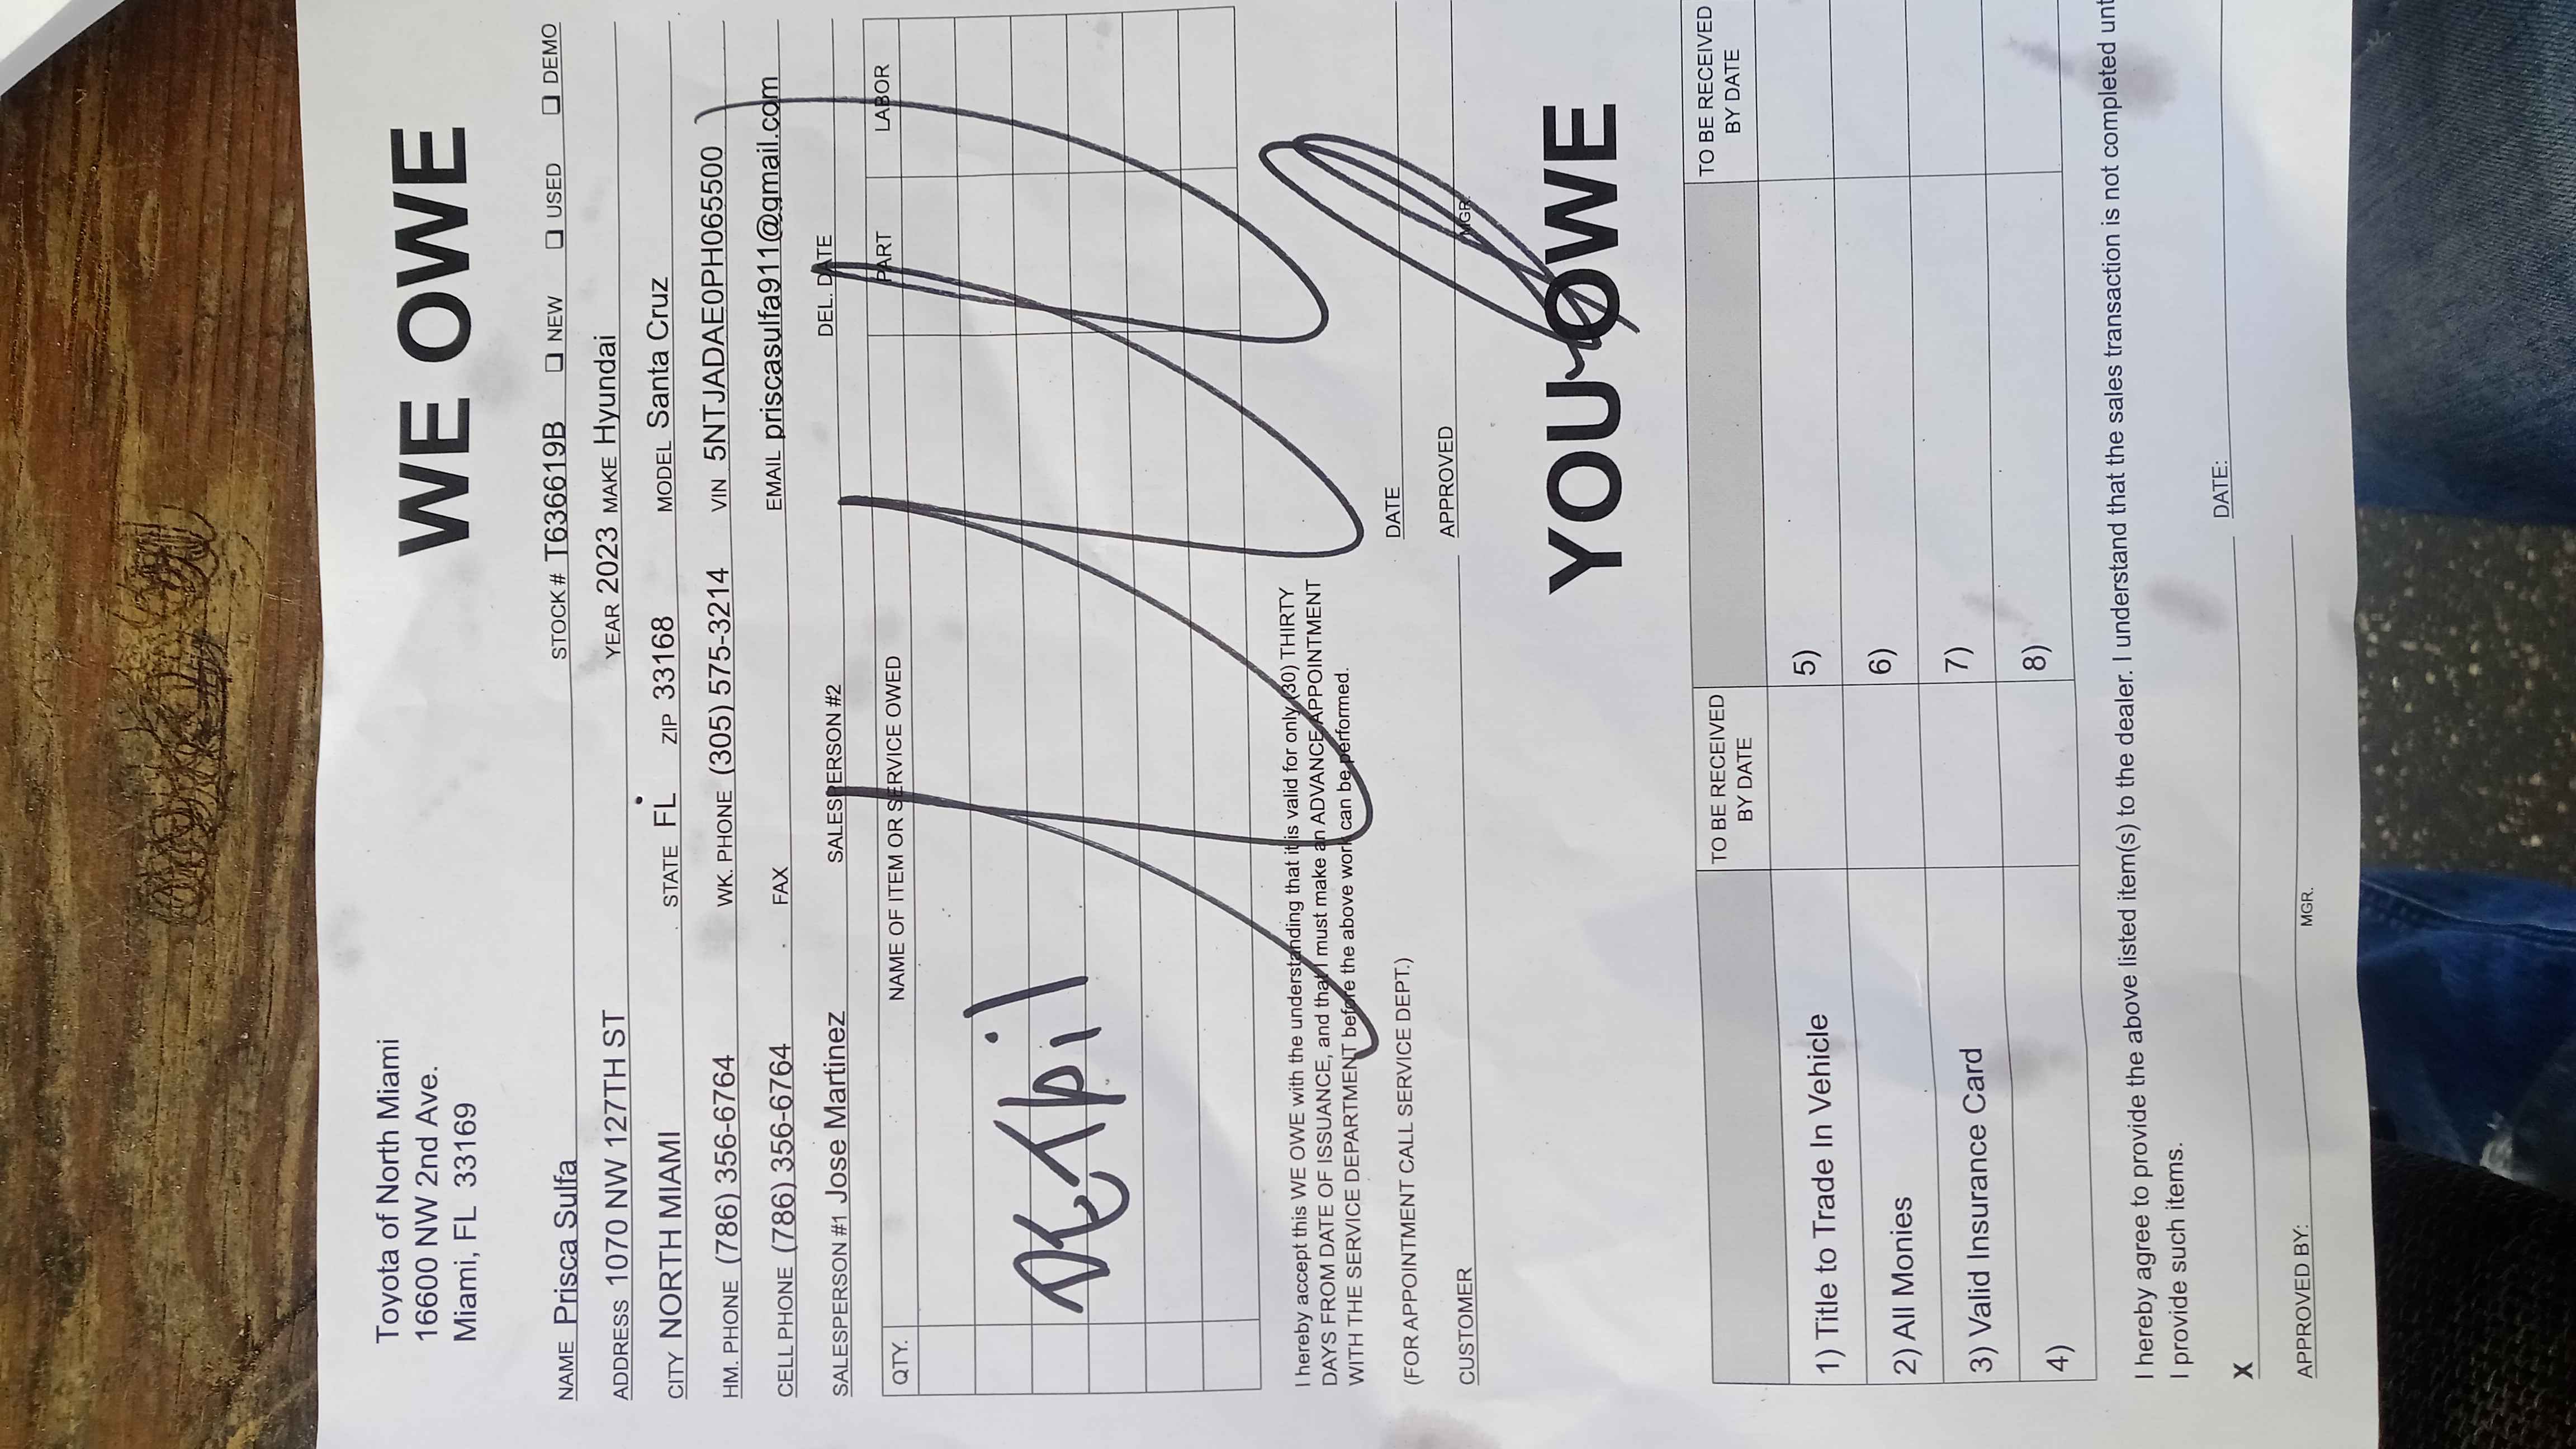 Toyota of North Miami
16600 NW 2nd Ave.
Miami, FL 33169
WE OWE
STOCK # T636619B ❑ NEW ❑ USED ❑ DEMO
NAME Prisca Sulfa
ADDRESS 1070 NW 127TH ST YEAR 2023 MAKE Hyundai
CITY NORTH MIAMI STATE FL ZIP 33168 MODEL Santa Cruz
HM. PHONE (786) 356-6764 WK. PHONE (305) 575-3214 VIN 5NTJADAE0PH065500
CELL PHONE (786) 356-6764 FAX EMAIL priscasulfa911@gmail.com
SALESPERSON #1 Jose Martinez SALESPERSON #2 DEL. DATE
QTY. NAME OF ITEM OR SERVICE OWED PART LABOR
I hereby accept this WE OWE with the understanding that it is valid for only (30) THIRTY
DAYS FROM DATE OF ISSUANCE, and that I must make an ADVANCE APPOINTMENT
WITH THE SERVICE DEPARTMENT before the above work can be performed.
(FOR APPOINTMENT CALL SERVICE DEPT.) DATE
CUSTOMER APPROVED MGR.
YOU OWE
TO BE RECEIVED BY DATE TO BE RECEIVED BY DATE
1) Title to Trade In Vehicle 5)
2) All Monies 6)
3) Valid Insurance Card 7)
4) 8)
I hereby agree to provide the above listed item(s) to the dealer. I understand that the sales transaction is not completed unt
I provide such items.
X DATE:
APPROVED BY: MGR.